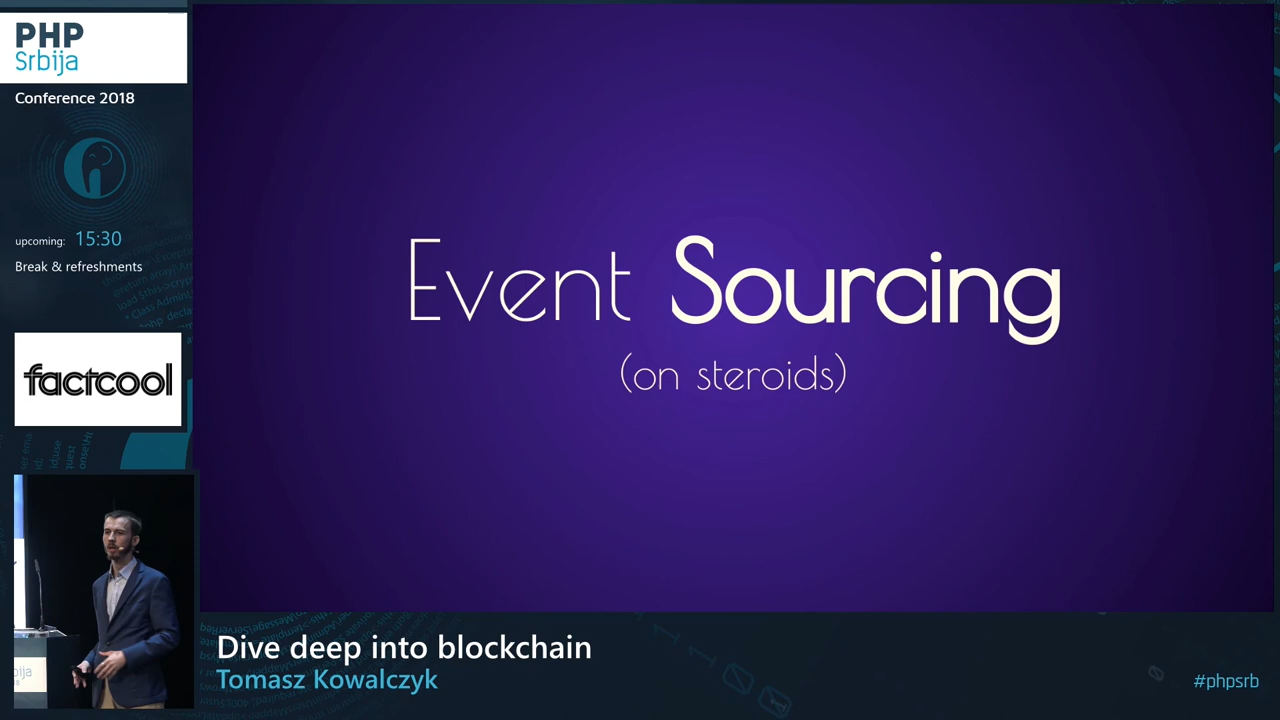 PHP
Srbija
Conference 2018
upcoming: 15:30
Break & refreshments
factcool
Event Sourcing
(on steroids)
Dive deep into blockchain
Tomasz Kowalczyk
#phpsrb